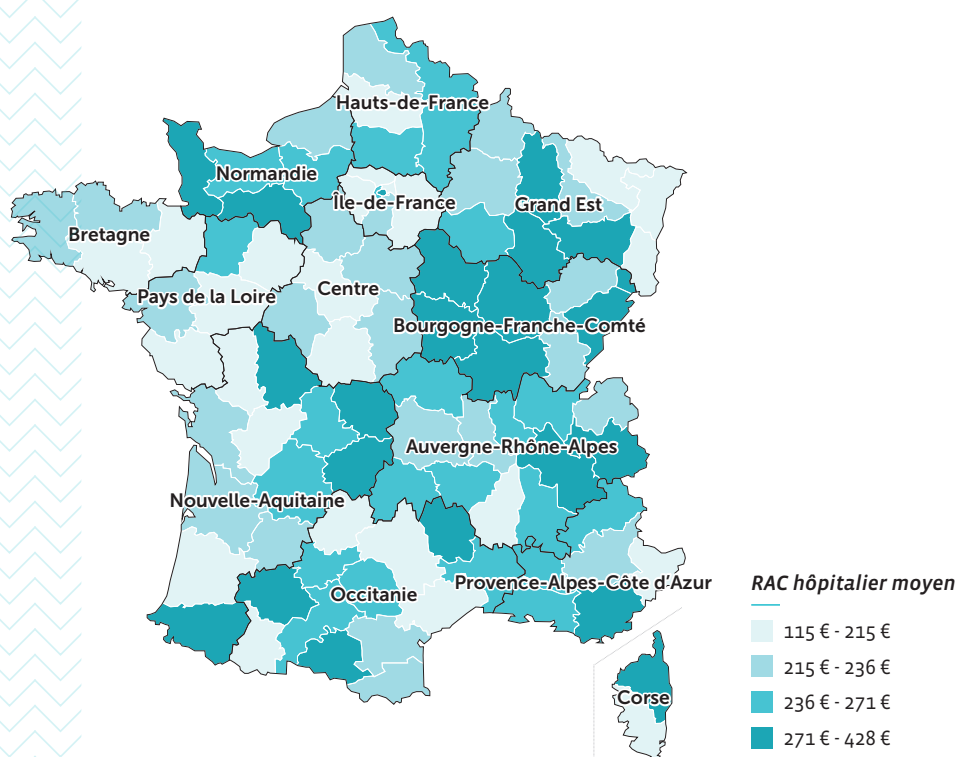 Hauts-de-France
Normandie
Île-de-France
Grand Est
Bretagne
Pays de la Loire
Centre
Bourgogne-Franche-Comté
Auvergne-Rhône-Alpes
Nouvelle-Aquitaine
Occitanie
Provence-Alpes-Côte d'Azur
Corse
RAC hôpitalier moyen
115 € - 215 €
215 € - 236 €
236 € - 271 €
271 € - 428 €